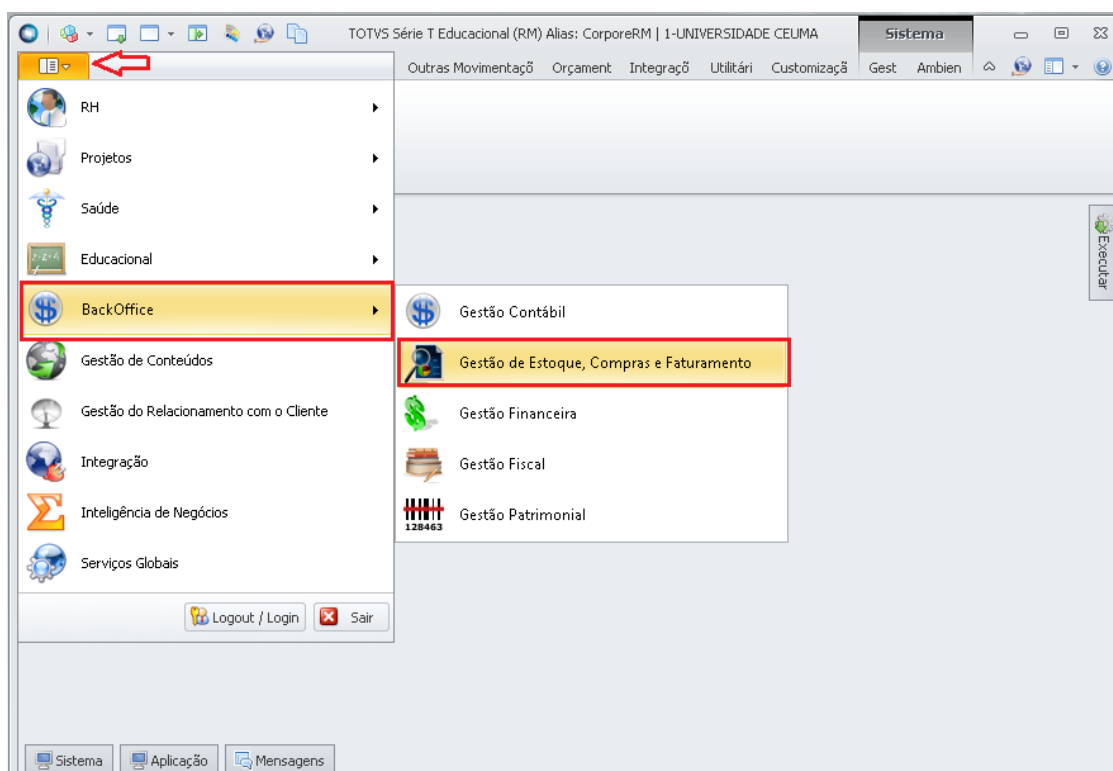 TOTVS Série T Educacional (RM) Alias: CorporeRM | 1-UNIVERSIDADE CEUMA
Sistema
Outras Movimentaçõ Orçament Integraçõ Utilitári Customizaçã Gest Ambien
RH
Projetos
Saúde
Educacional
BackOffice
Gestão de Conteúdos
Gestão do Relacionamento com o Cliente
Integração
Inteligência de Negócios
Serviços Globais
Logout / Login Sair
Gestão Contábil
Gestão de Estoque, Compras e Faturamento
Gestão Financeira
Gestão Fiscal
128463
Gestão Patrimonial
Executar
Sistema Aplicação Mensagens